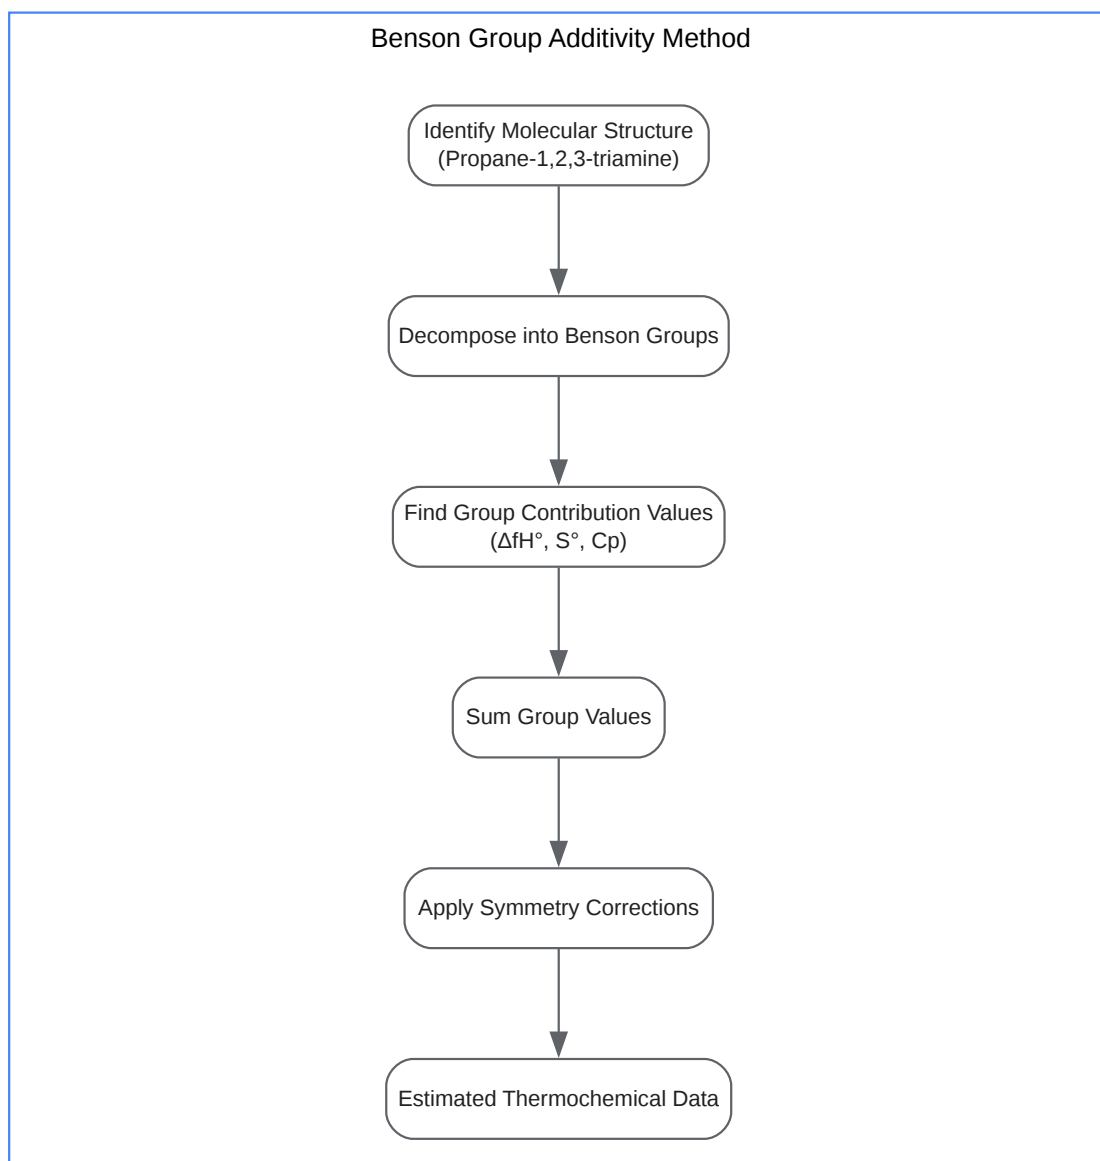 Benson Group Additivity Method
Identify Molecular Structure
(Propane-1,2,3-triamine)
Decompose into Benson Groups
Find Group Contribution Values
(ΔfH°, S°, Cp)
Sum Group Values
Apply Symmetry Corrections
Estimated Thermochemical Data